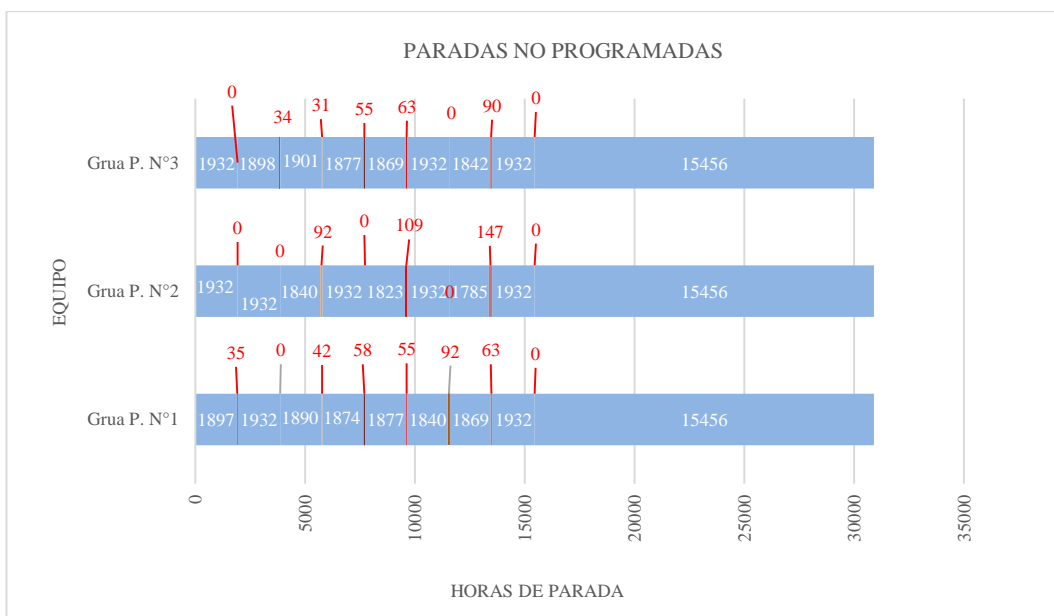 PARADAS NO PROGRAMADAS
0 34 31 55 63 0 90 0
Grua P. N°3 1932 1898 1901 1877 1869 1932 1842 1932 15456
0 0 92 0 109 147 0
Grua P. N°2 1932 1932 1840 1932 1823 1932 0 1785 1932 15456
35 0 42 58 55 92 63 0
Grua P. N°1 1897 1932 1890 1874 1877 1840 1869 1932 15456
EQUIPO
0 5000 10000 15000 20000 25000 30000 35000
HORAS DE PARADA